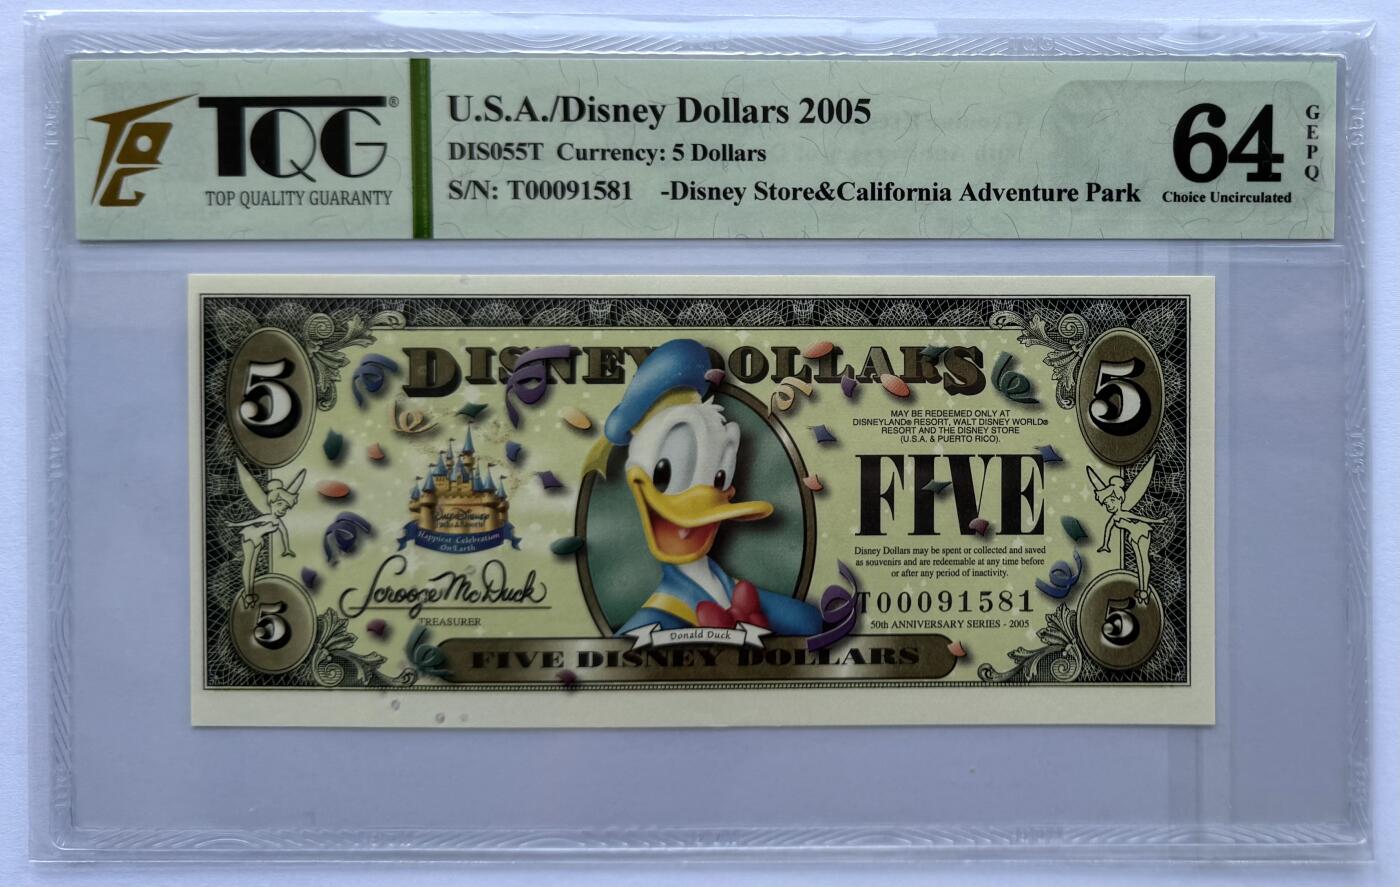 TQG®
TOP QUALITY GUARANTY
U.S.A./Disney Dollars 2005
DIS055T Currency: 5 Dollars
S/N: T00091581 -Disney Store&California Adventure Park
64
GEPQ
Choice Uncirculated
5
DISNEY DOLLARS
5
MAY BE REDEEMED ONLY AT
DISNEYLAND® RESORT, WALT DISNEY WORLD®
RESORT AND THE DISNEY STORE
(U.S.A. & PUERTO RICO).
FIVE
Walt Disney
Parks & Resorts
Happiest Celebration
On Earth
Disney Dollars may be spent or collected and saved
as souvenirs and are redeemable at any time before
or after any period of inactivity.
Scrooge McDuck
TREASURER
T00091581
50th ANNIVERSARY SERIES - 2005
5
Donald Duck
5
FIVE DISNEY DOLLARS